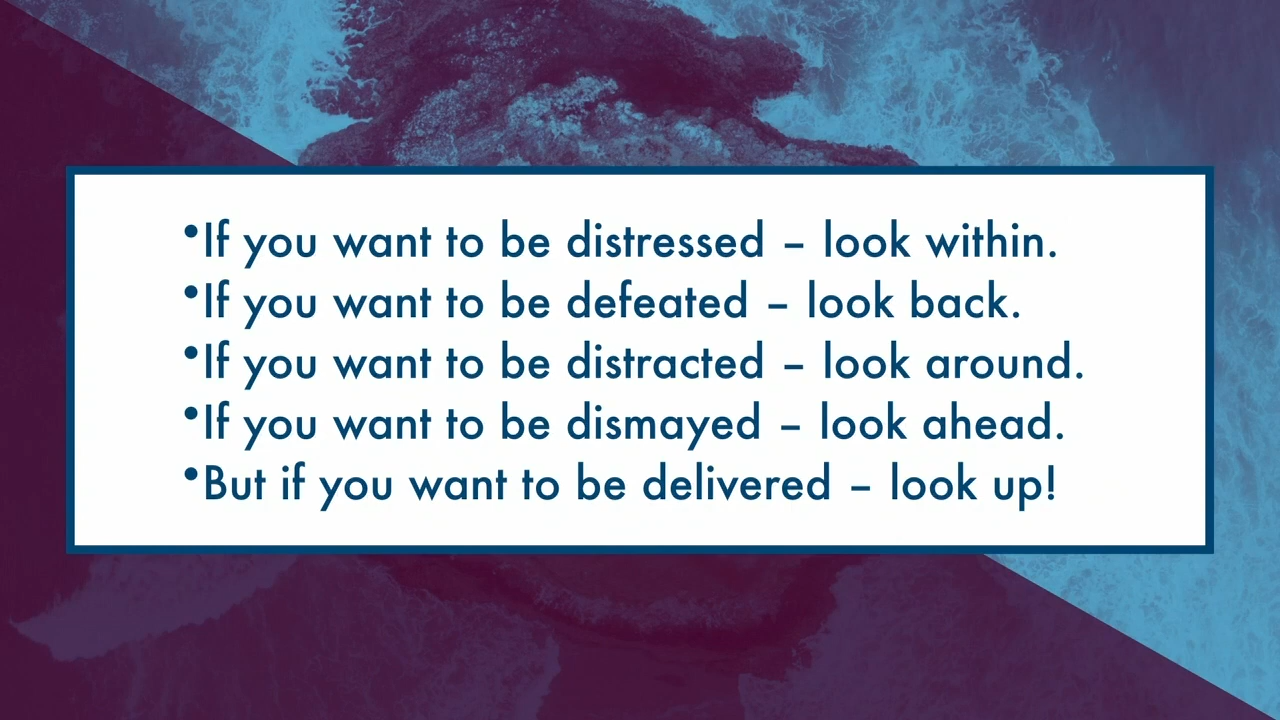 •If you want to be distressed – look within.
•If you want to be defeated – look back.
•If you want to be distracted – look around.
•If you want to be dismayed – look ahead.
•But if you want to be delivered – look up!